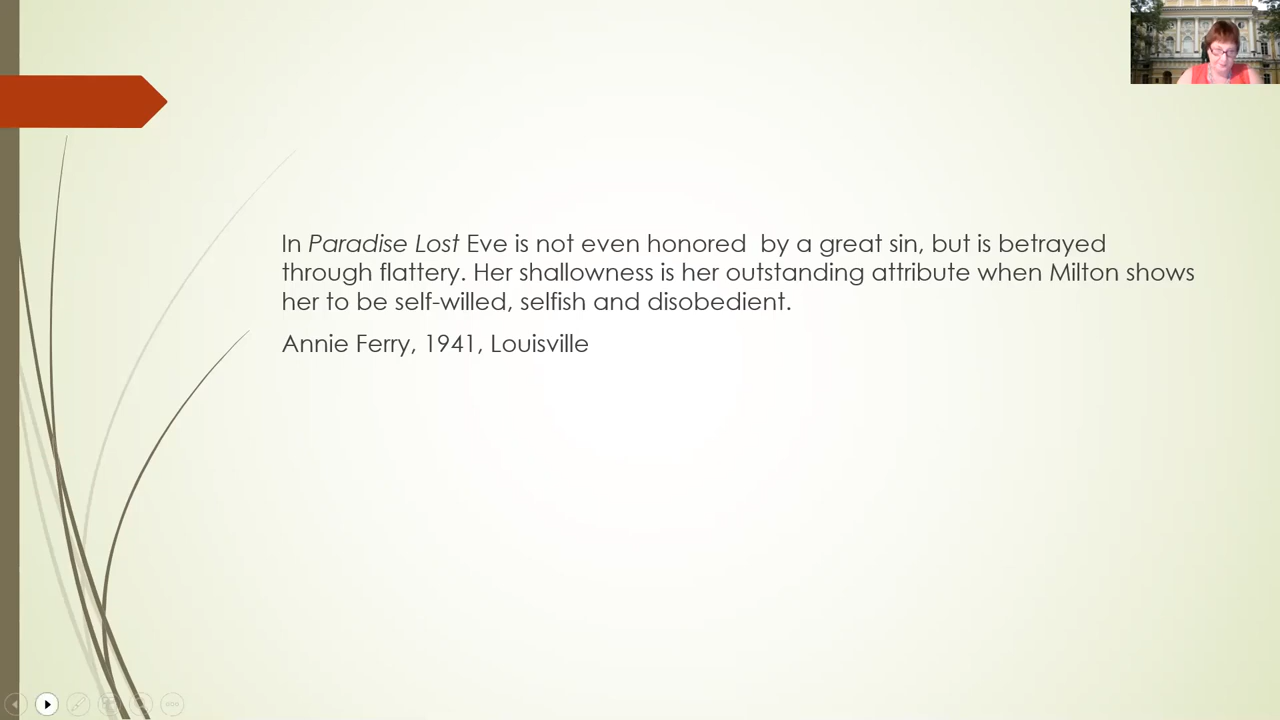 In Paradise Lost Eve is not even honored  by a great sin, but is betrayed
through flattery. Her shallowness is her outstanding attribute when Milton shows
her to be self-willed, selfish and disobedient.
Annie Ferry, 1941, Louisville